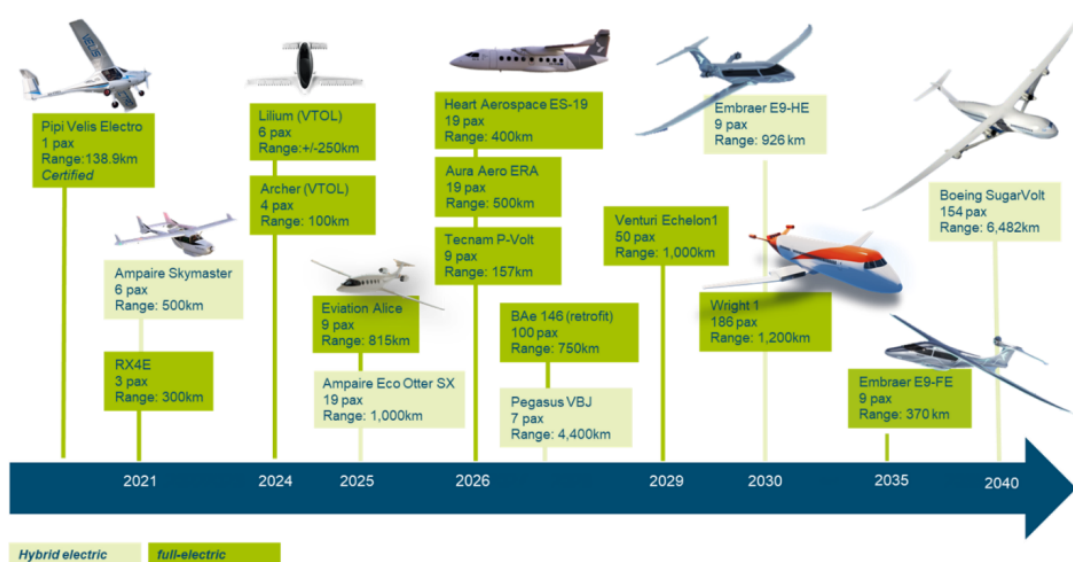 Pipi Velis Electro
1 pax
Range:138.9km
Certified
Ampaire Skymaster
6 pax
Range: 500km
RX4E
3 pax
Range: 300km
Lilium (VTOL)
6 pax
Range:+/-250km
Archer (VTOL)
4 pax
Range: 100km
Eviation Alice
9 pax
Range: 815km
Ampaire Eco Otter SX
19 pax
Range: 1,000km
Heart Aerospace ES-19
19 pax
Range: 400km
Aura Aero ERA
19 pax
Range: 500km
Tecnam P-Volt
9 pax
Range: 157km
BAe 146 (retrofit)
100 pax
Range: 750km
Pegasus VBJ
7 pax
Range: 4,400km
Venturi Echelon1
50 pax
Range: 1,000km
Embraer E9-HE
9 pax
Range: 926 km
Wright 1
186 pax
Range: 1,200km
Embraer E9-FE
9 pax
Range: 370 km
Boeing SugarVolt
154 pax
Range: 6,482km
2021
2024
2025
2026
2029
2030
2035
2040
Hybrid electric
full-electric